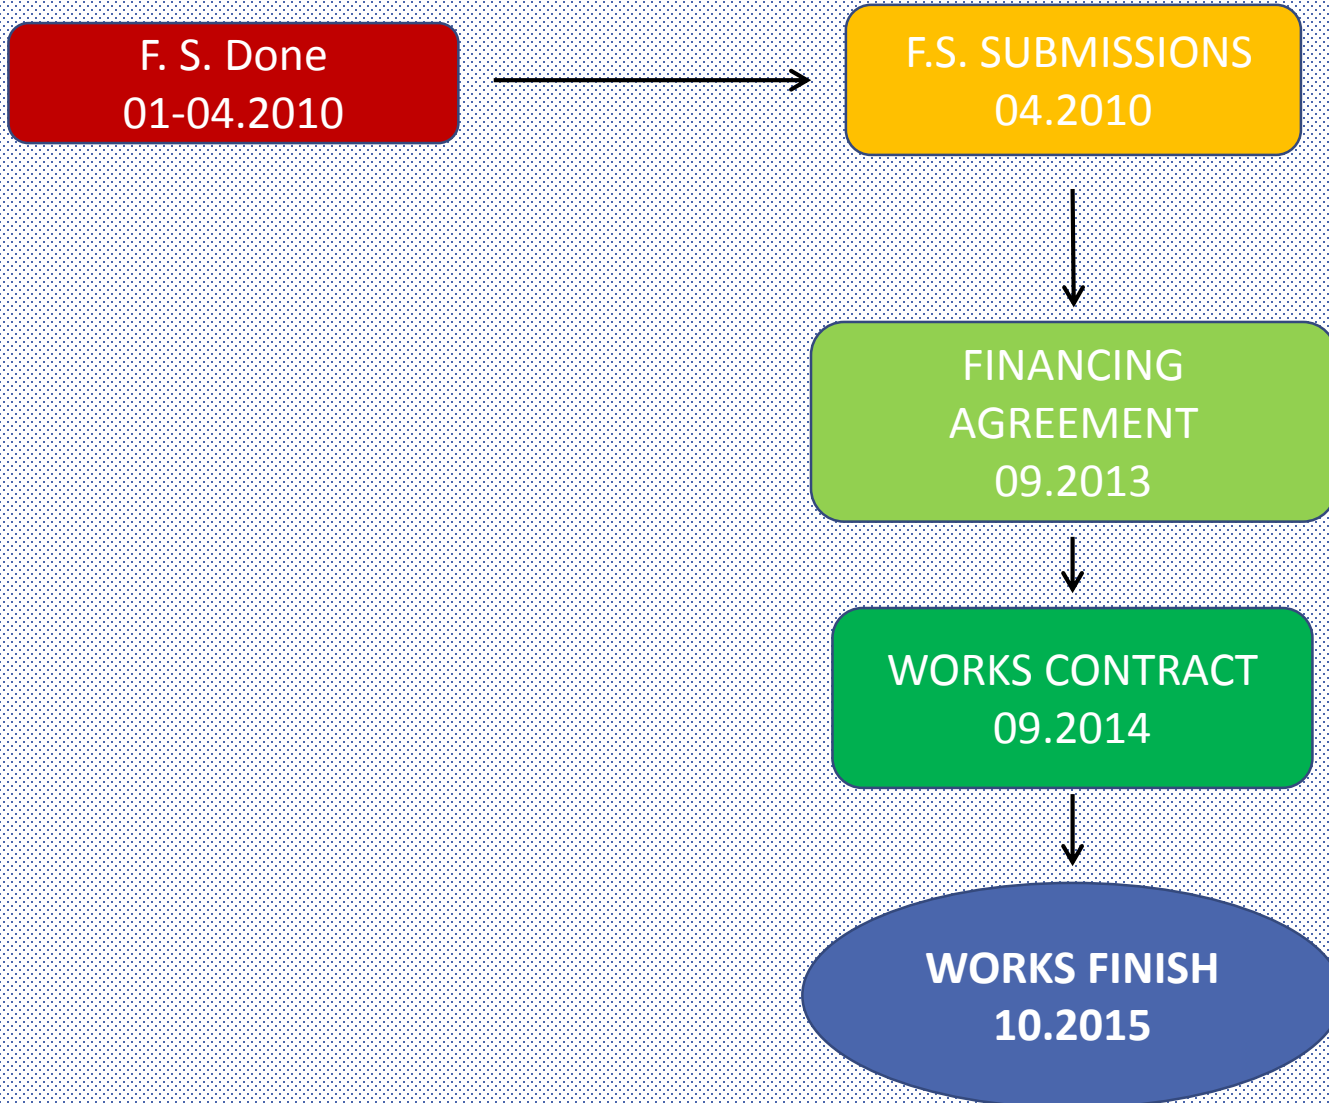 F. S. Done
01-04.2010
F.S. SUBMISSIONS
04.2010
FINANCING
AGREEMENT
09.2013
WORKS CONTRACT
09.2014
WORKS FINISH
10.2015